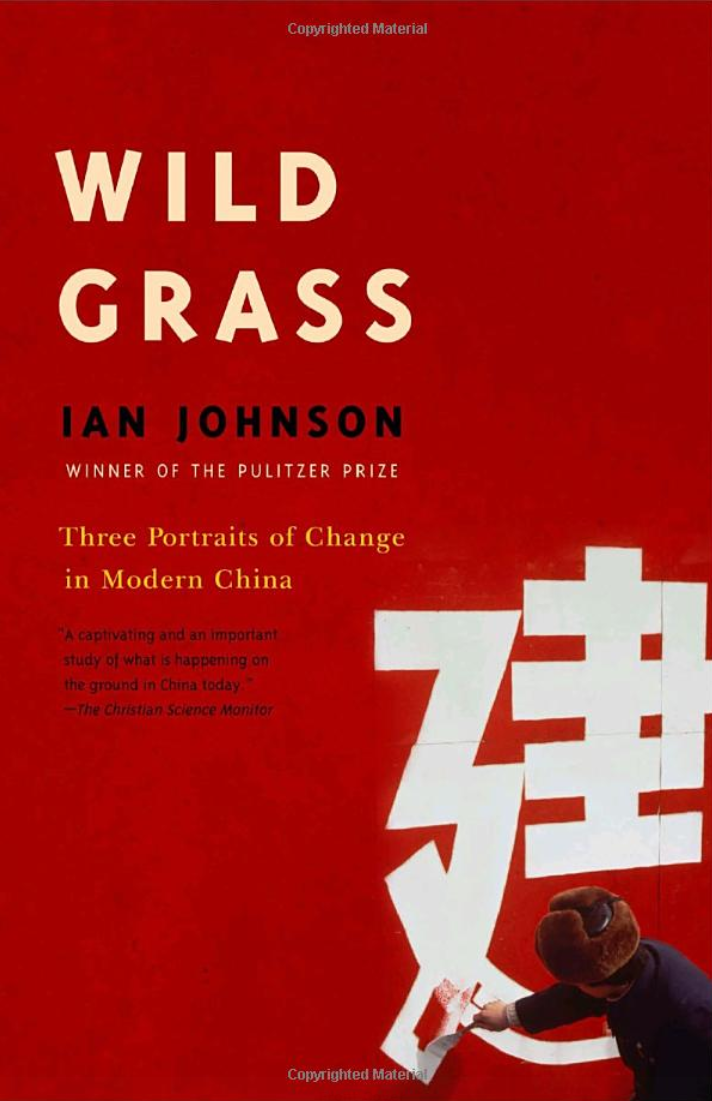 Copyrighted Material
WILD
GRASS
IAN JOHNSON
WINNER OF THE PULITZER PRIZE
Three Portraits of Change
in Modern China
"A captivating and an important
study of what is happening on
the ground in China today."
—The Christian Science Monitor
建
Copyrighted Material